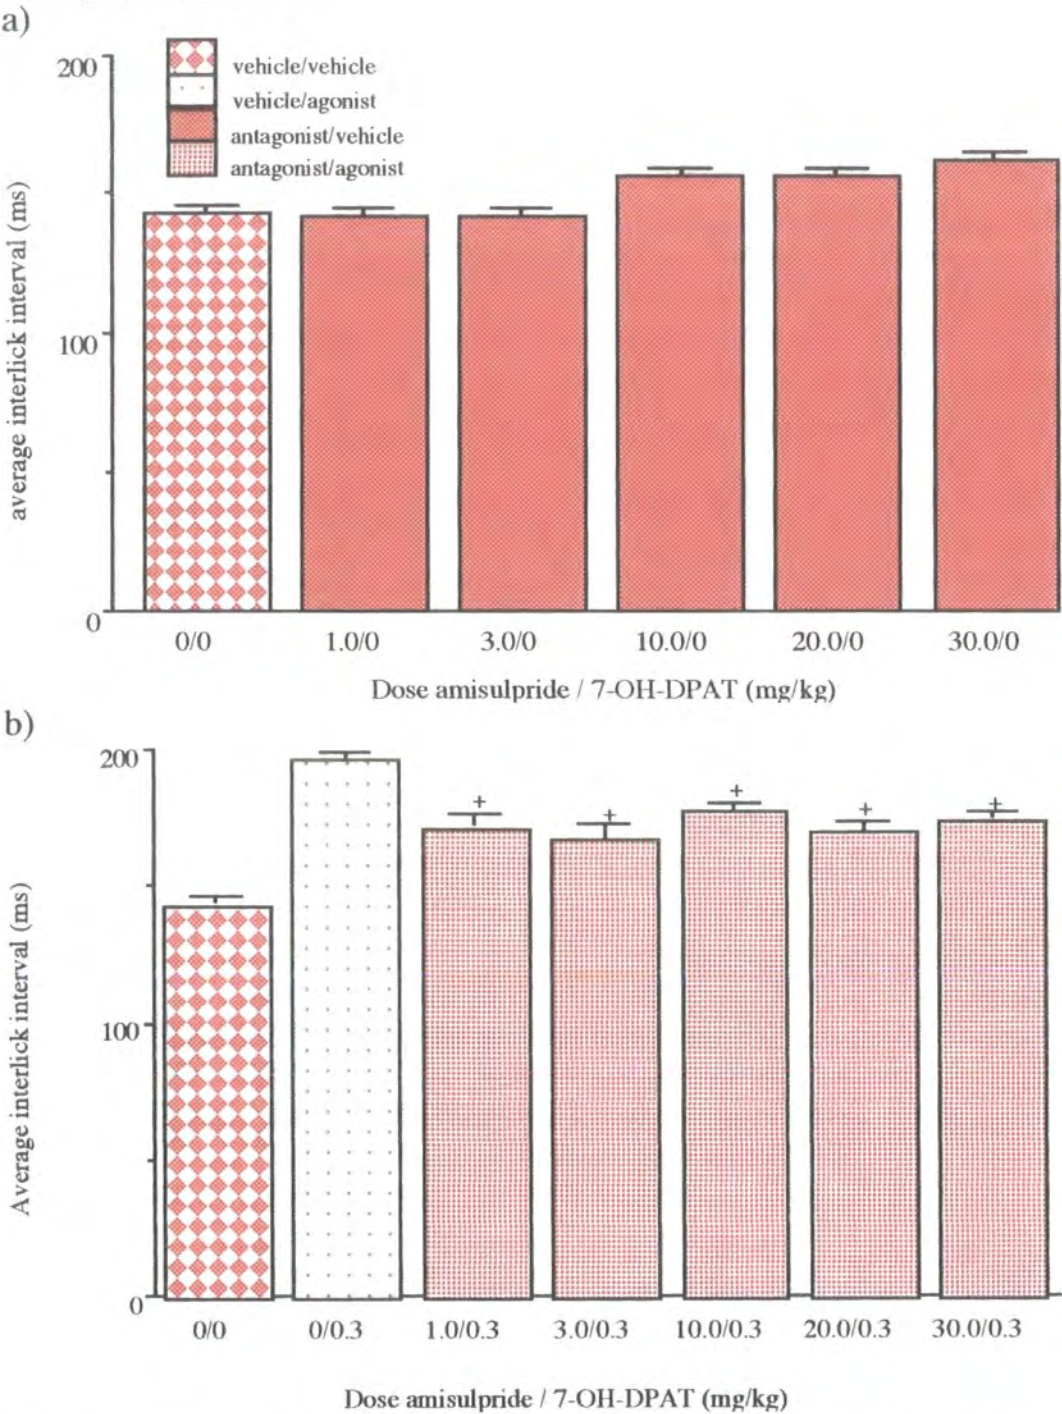 a)
200
vehicle/vehicle
vehicle/agonist
antagonist/vehicle
antagonist/agonist
average interlick interval (ms)
100
0
0/0 1.0/0 3.0/0 10.0/0 20.0/0 30.0/0
Dose amisulpride / 7-OH-DPAT (mg/kg)
b)
200
+ + + + +
Average interlick interval (ms)
100
0
0/0 0/0.3 1.0/0.3 3.0/0.3 10.0/0.3 20.0/0.3 30.0/0.3
Dose amisulpride / 7-OH-DPAT (mg/kg)